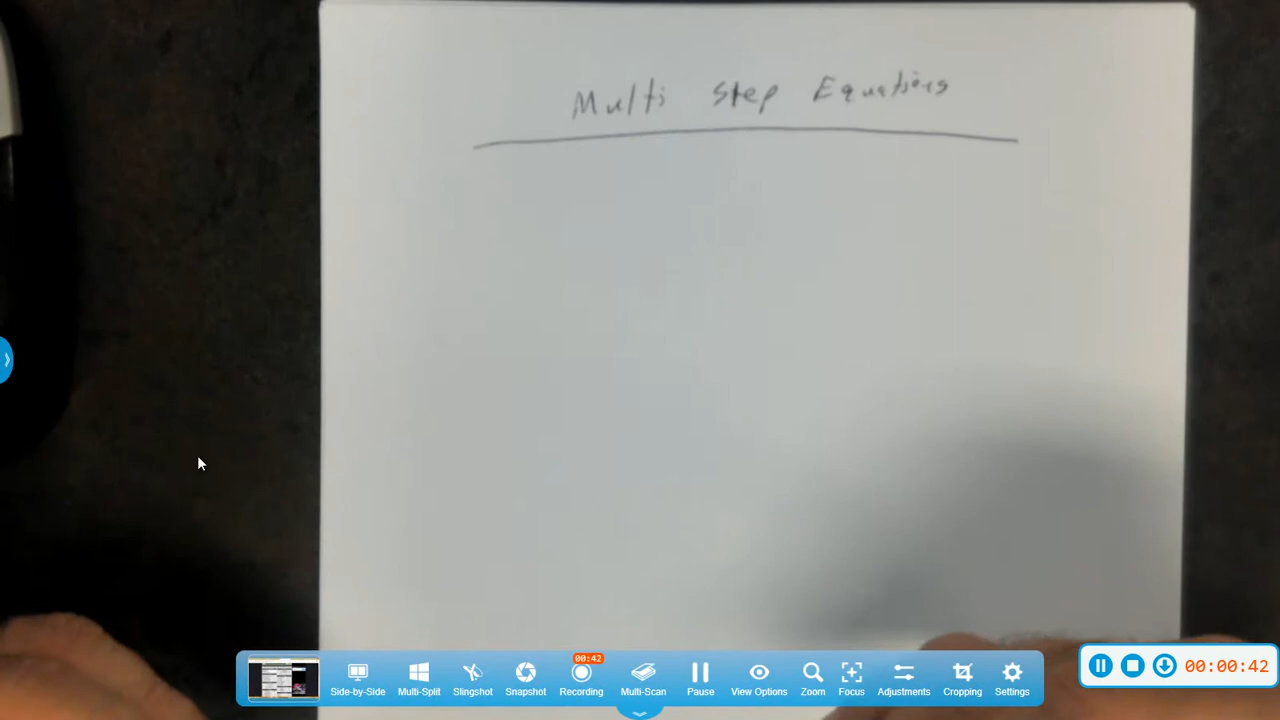 Multi Step Equations
00:42
Side-by-Side Multi-Split Slingshot Snapshot Recording Multi-Scan Pause View Options Zoom Focus Adjustments Cropping Settings
00:00:42